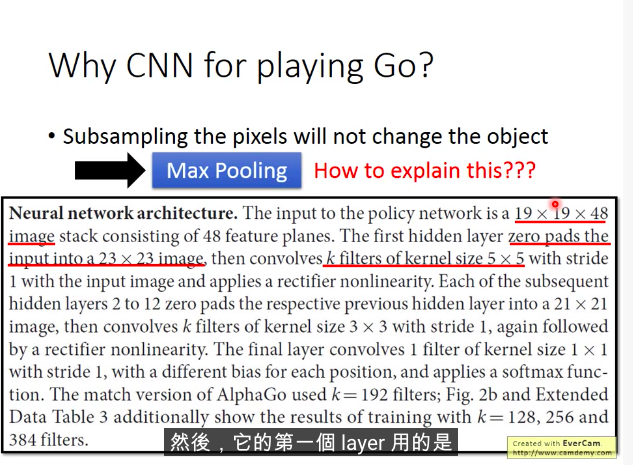 Why CNN for playing Go?
• Subsampling the pixels will not change the object
Max Pooling How to explain this???
Neural network architecture. The input to the policy network is a 19 × 19 × 48
image stack consisting of 48 feature planes. The first hidden layer zero pads the
input into a 23 × 23 image, then convolves k filters of kernel size 5 × 5 with stride
1 with the input image and applies a rectifier nonlinearity. Each of the subsequent
hidden layers 2 to 12 zero pads the respective previous hidden layer into a 21 × 21
image, then convolves k filters of kernel size 3 × 3 with stride 1, again followed
by a rectifier nonlinearity. The final layer convolves 1 filter of kernel size 1 × 1
with stride 1, with a different bias for each position, and applies a softmax func-
tion. The match version of AlphaGo used k = 192 filters; Fig. 2b and Extended
Data Table 3 additionally show the results of training with k = 128, 256 and
384 filters.
然後，它的第一個 layer 用的是
Created with EverCam
http://www.camdemy.com